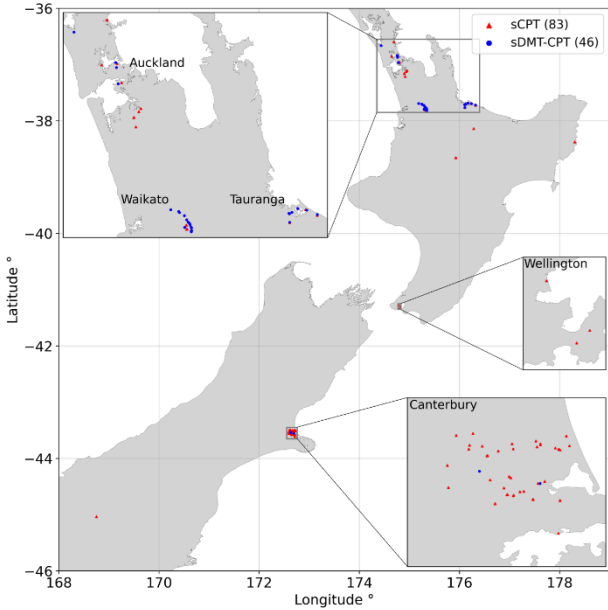 −36
−38
−40
−42
−44
−46
Latitude °
168
170
172
174
176
178
Longitude °
sCPT (83)
sDMT-CPT (46)
Auckland
Waikato
Tauranga
Wellington
Canterbury